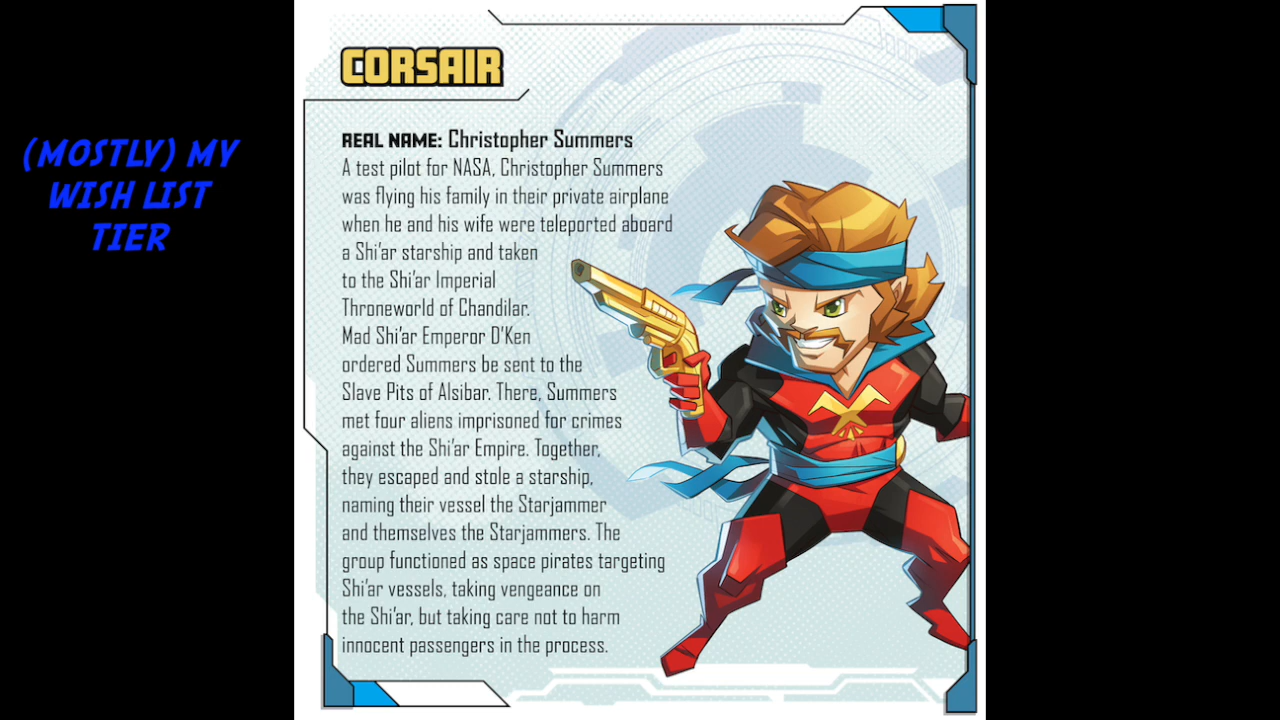 (MOSTLY) MY
WISH LIST
TIER
CORSAIR
REAL NAME: Christopher Summers
A test pilot for NASA, Christopher Summers
was flying his family in their private airplane
when he and his wife were teleported aboard
a Shi'ar starship and taken
to the Shi'ar Imperial
Throneworld of Chandilar.
Mad Shi'ar Emperor D'Ken
ordered Summers be sent to the
Slave Pits of Alsibar. There, Summers
met four aliens imprisoned for crimes
against the Shi'ar Empire. Together,
they escaped and stole a starship,
naming their vessel the Starjammer
and themselves the Starjammers. The
group functioned as space pirates targeting
Shi'ar vessels, taking vengeance on
the Shi'ar, but taking care not to harm
innocent passengers in the process.